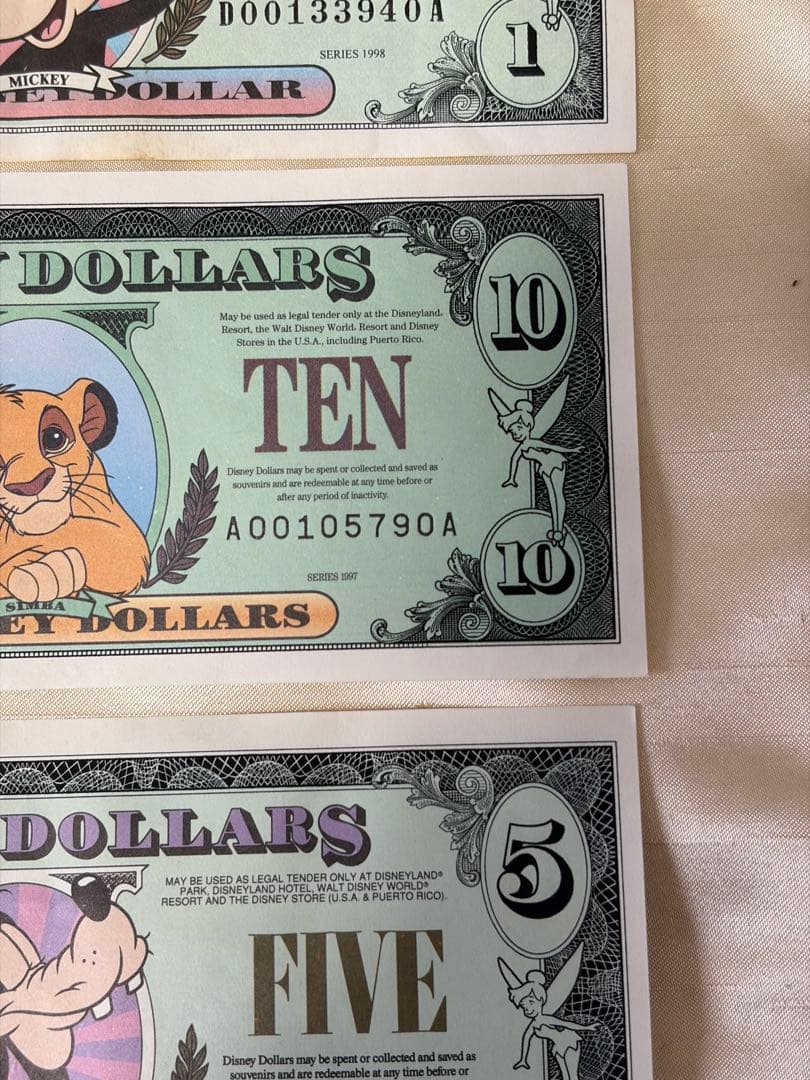 D00133940A
SERIES 1998
1
MICKEY
EY DOLLAR
DOLLARS
10
May be used as legal tender only at the Disneyland®
Resort, the Walt Disney World® Resort and Disney
Stores in the U.S.A., including Puerto Rico.
TEN
Disney Dollars may be spent or collected and saved as
souvenirs and are redeemable at any time before or
after any period of inactivity.
A00105790A
10
SERIES 1997
SIMBA
EY DOLLARS
DOLLARS
5
MAY BE USED AS LEGAL TENDER ONLY AT DISNEYLAND®
PARK, DISNEYLAND HOTEL, WALT DISNEY WORLD®
RESORT AND THE DISNEY STORE (U.S.A. & PUERTO RICO).
FIVE
Disney Dollars may be spent or collected and saved as
souvenirs and are redeemable at any time before or